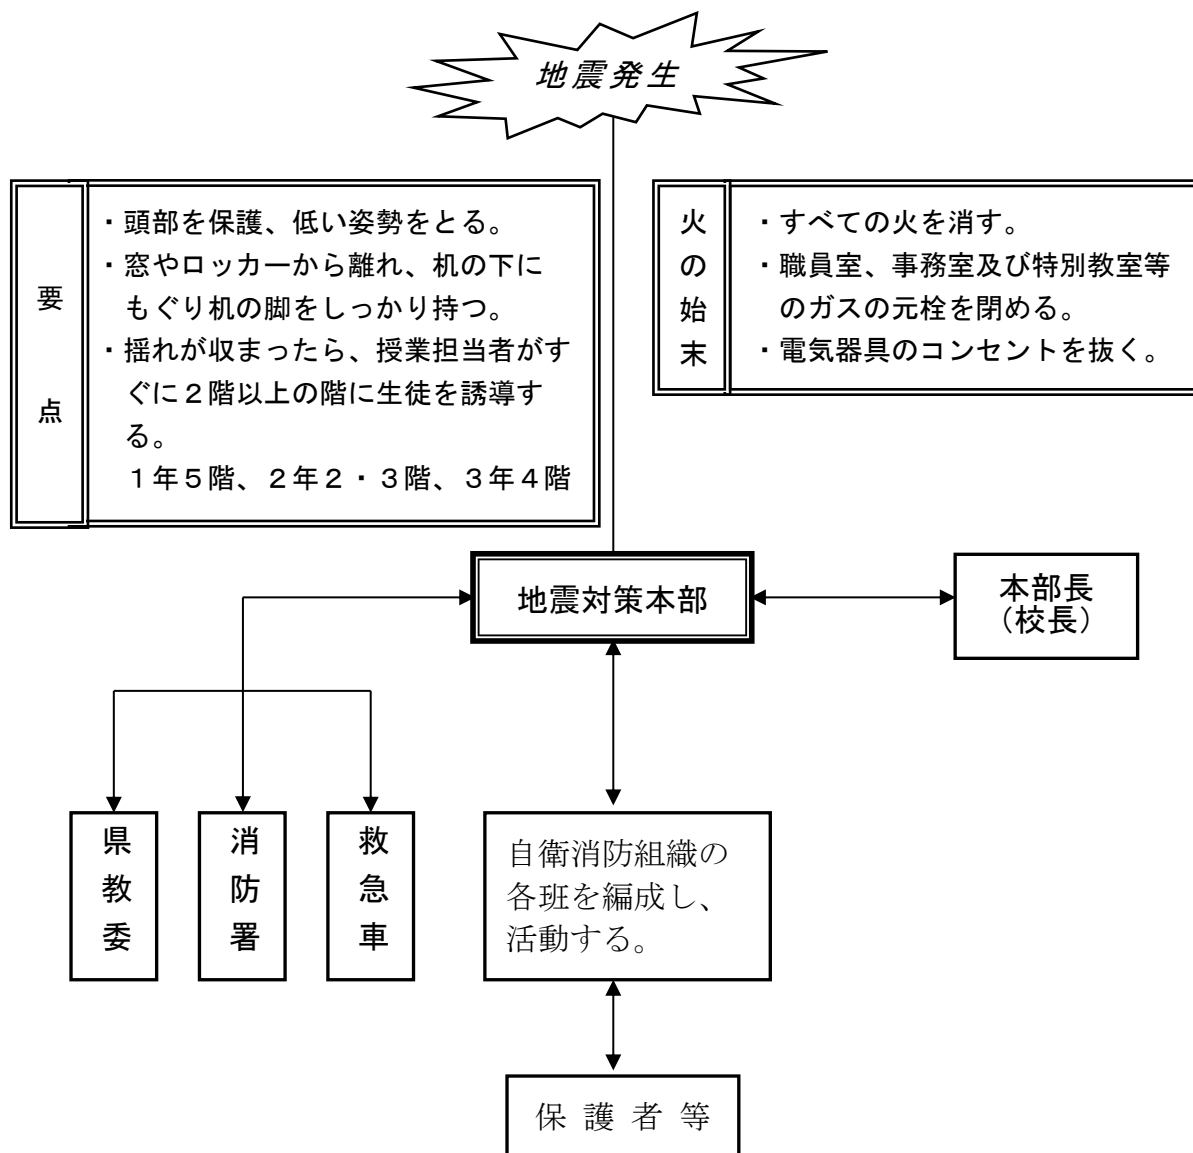 地震発生
要点
・頭部を保護、低い姿勢をとる。
・窓やロッカーから離れ、机の下に
もぐり机の脚をしっかり持つ。
・揺れが収まったら、授業担当者がす
ぐに２階以上の階に生徒を誘導す
る。
１年５階、２年２・３階、３年４階
火の始末
・すべての火を消す。
・職員室、事務室及び特別教室等
のガスの元栓を閉める。
・電気器具のコンセントを抜く。
地震対策本部
本部長
（校長）
県教委
消防署
救急車
自衛消防組織の
各班を編成し、
活動する。
保護者等